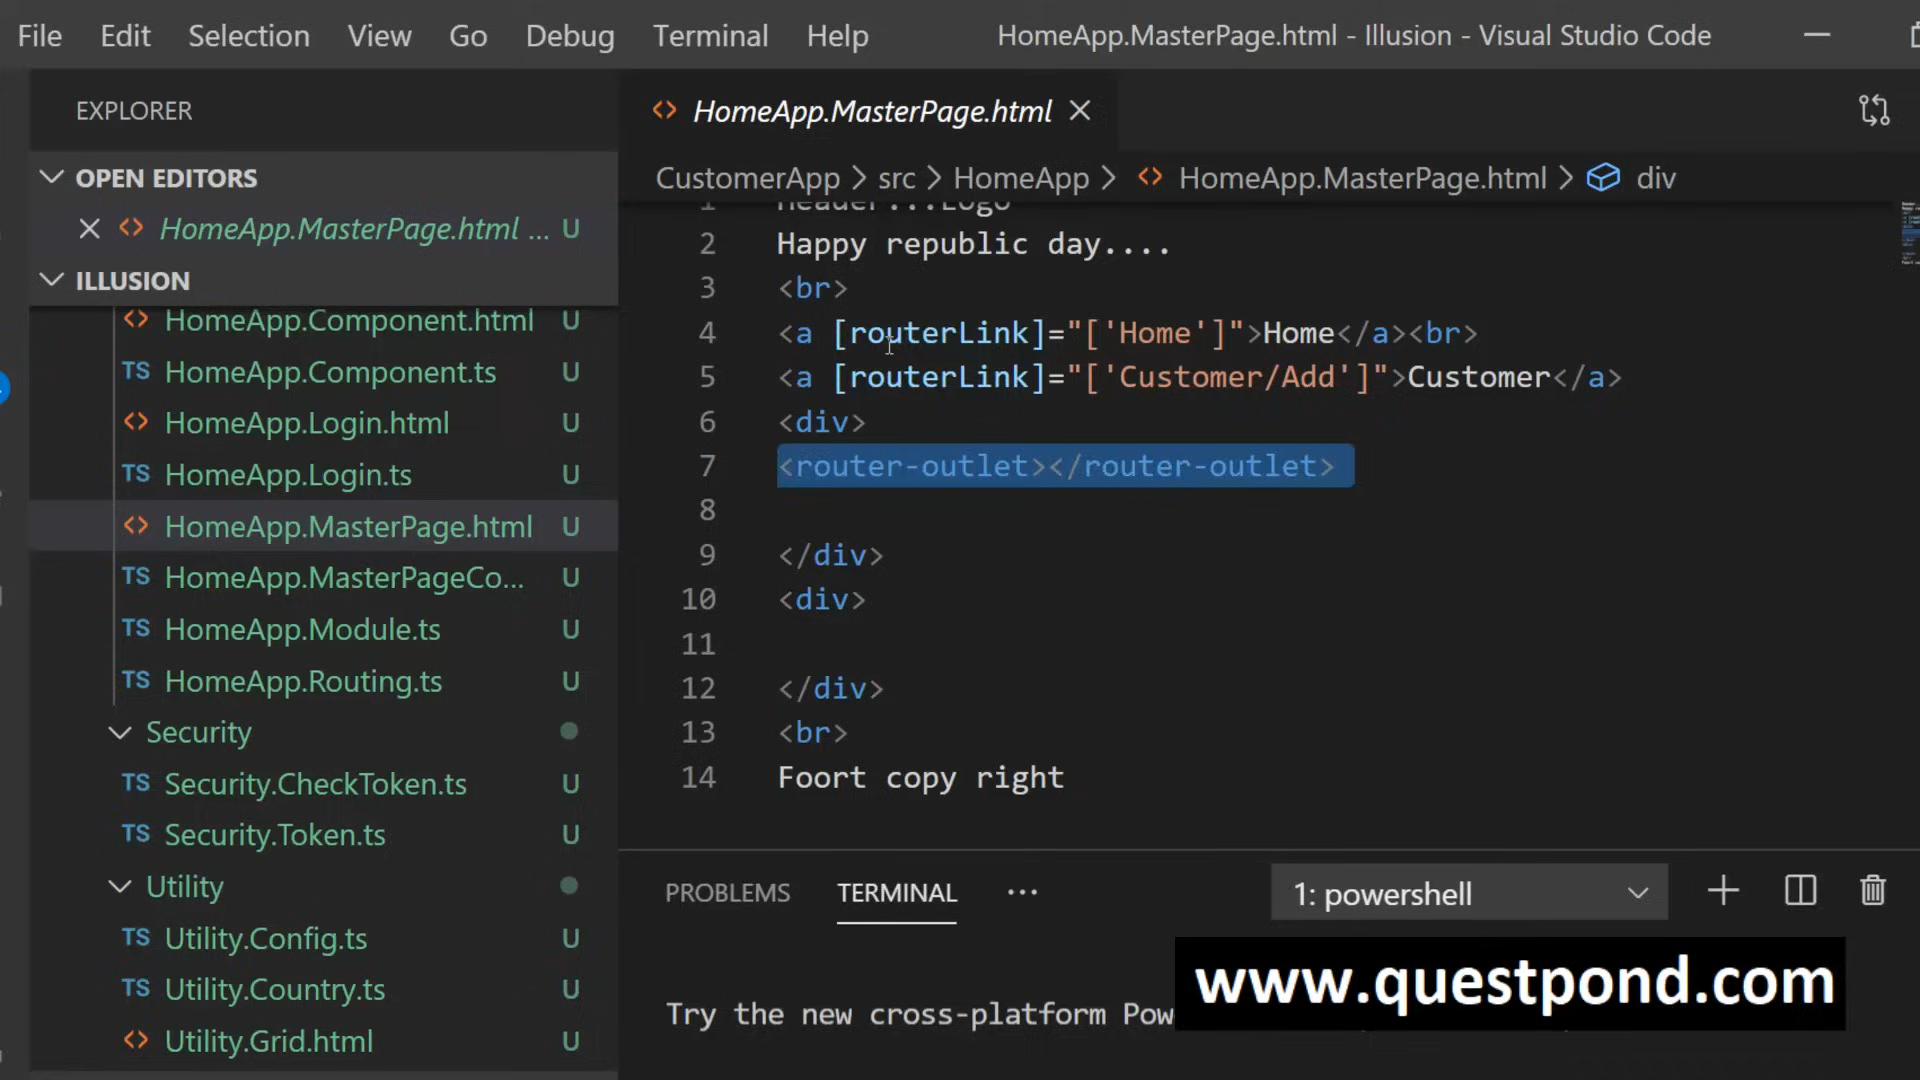 File Edit Selection View Go Debug Terminal Help HomeApp.MasterPage.html - Illusion - Visual Studio Code
EXPLORER
OPEN EDITORS
HomeApp.MasterPage.html ... U
ILLUSION
HomeApp.Component.html U
TS HomeApp.Component.ts U
HomeApp.Login.html U
TS HomeApp.Login.ts U
HomeApp.MasterPage.html U
TS HomeApp.MasterPageCo... U
TS HomeApp.Module.ts U
TS HomeApp.Routing.ts U
Security
TS Security.CheckToken.ts U
TS Security.Token.ts U
Utility
TS Utility.Config.ts U
TS Utility.Country.ts U
Utility.Grid.html U
HomeApp.MasterPage.html
CustomerApp > src > HomeApp > HomeApp.MasterPage.html > div
1 Header...Logo
2 Happy republic day....
3 <br>
4 <a [routerLink]="['Home']">Home</a><br>
5 <a [routerLink]="['Customer/Add']">Customer</a>
6 <div>
7 <router-outlet></router-outlet>
8
9 </div>
10 <div>
11
12 </div>
13 <br>
14 Foort copy right
PROBLEMS TERMINAL ... 1: powershell
Try the new cross-platform Pow
www.questpond.com